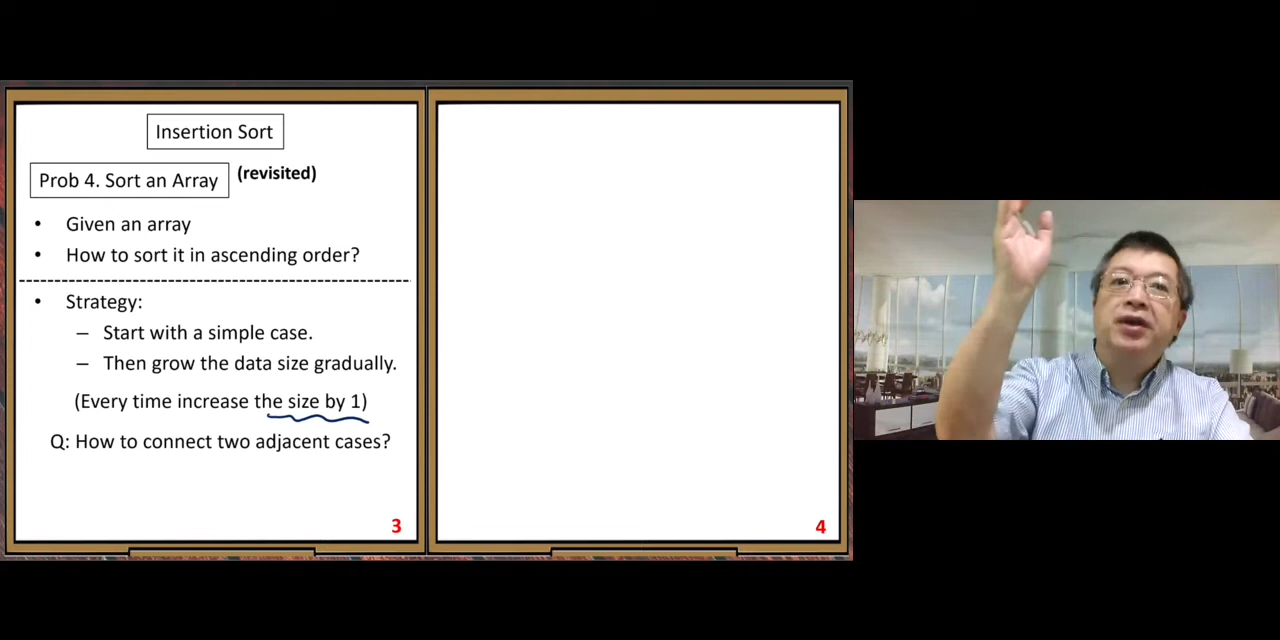 Insertion Sort
Prob 4. Sort an Array (revisited)
• Given an array
• How to sort it in ascending order?
• Strategy:
– Start with a simple case.
– Then grow the data size gradually.
(Every time increase the size by 1)
Q: How to connect two adjacent cases?
3
4